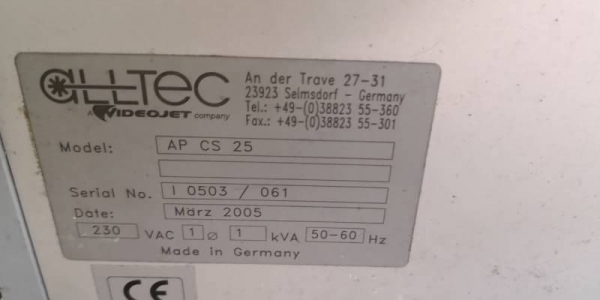 ALLTEC
A VIDEOJET company
An der Trave 27-31
23923 Selmsdorf - Germany
Tel.: +49-(0)38823 55-360
Fax.: +49-(0)38823 55-301
Model: AP CS 25
Serial No. I 0503 / 061
Date: März 2005
230 VAC 1 Ø 1 kVA 50-60 Hz
Made in Germany
CE